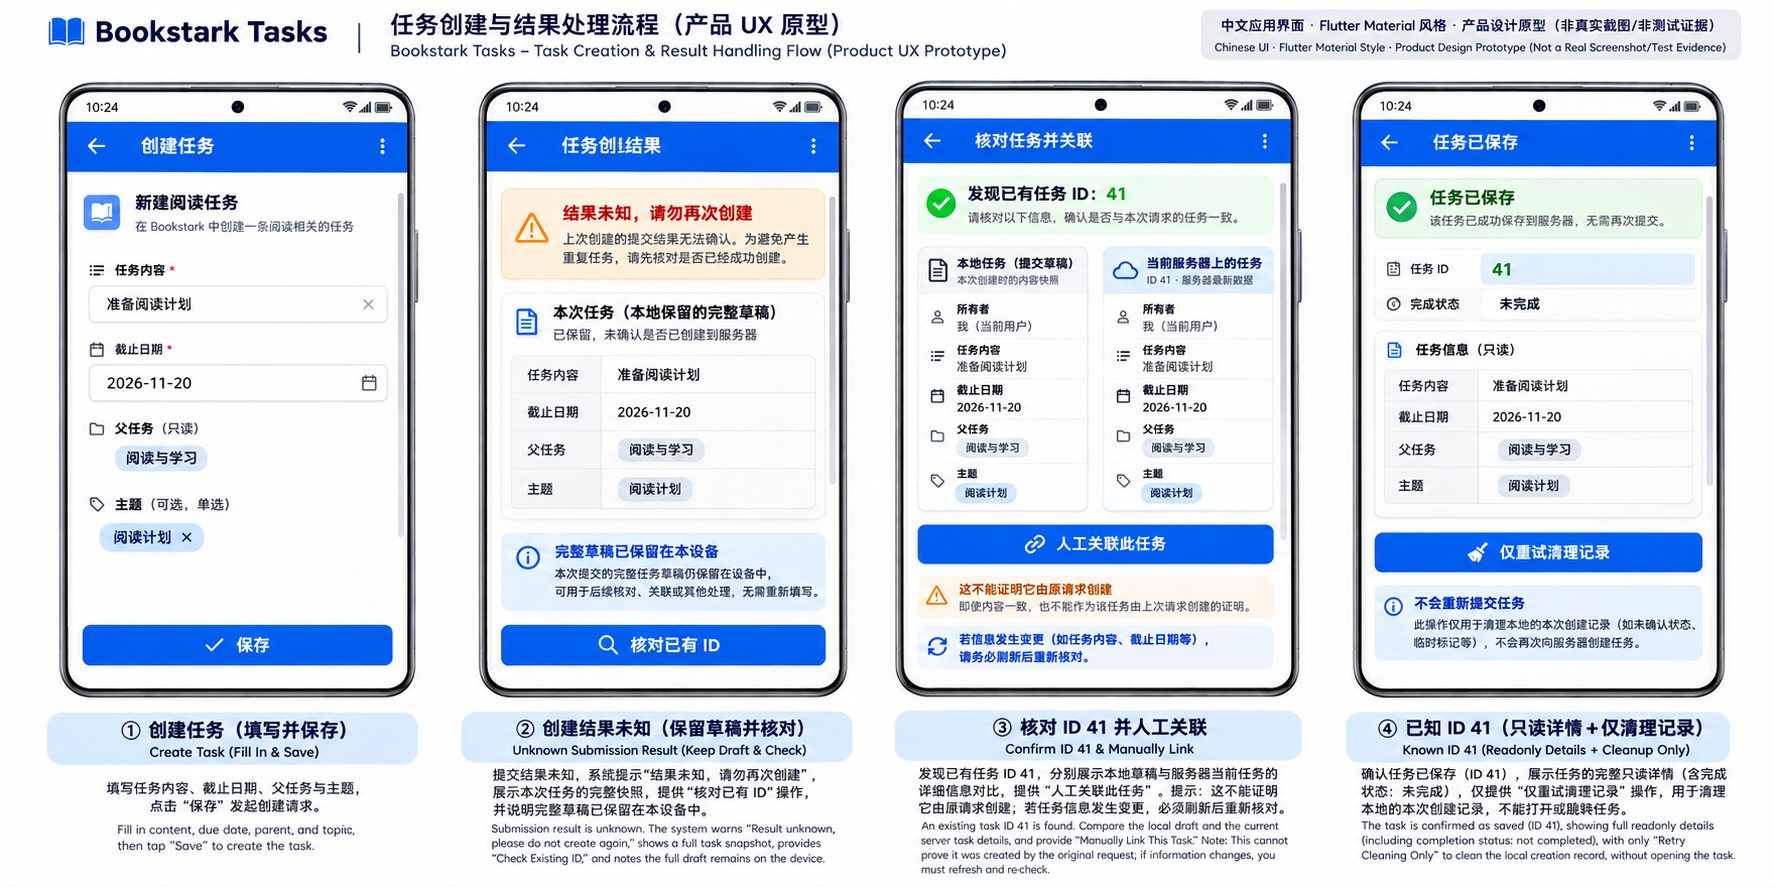 Bookstark Tasks
任务创建与结果处理流程（产品 UX 原型）
Bookstark Tasks – Task Creation & Result Handling Flow (Product UX Prototype)
中文应用界面 · Flutter Material 风格 · 产品设计原型（非真实截图/非测试证据）
Chinese UI · Flutter Material Style · Product Design Prototype (Not a Real Screenshot/Test Evidence)
10:24
创建任务
新建阅读任务
在 Bookstark 中创建一条阅读相关的任务
任务内容 *
准备阅读计划
截止日期 *
2026-11-20
父任务（只读）
阅读与学习
主题（可选，单选）
阅读计划 ×
保存
① 创建任务（填写并保存）
Create Task (Fill In & Save)
填写任务内容、截止日期、父任务与主题，
点击 “保存” 发起创建请求。
Fill in content, due date, parent, and topic,
then tap “Save” to create the task.
10:24
结果未知，请勿再次创建
上次创建的提交结果无法确认。为避免产生
重复任务，请先核对是否已经成功创建。
本次任务（本地保留的完整草稿）
已保留，未确认是否已创建到服务器
任务内容 准备阅读计划
截止日期 2026-11-20
父任务 阅读与学习
主题 阅读计划
完整草稿已保留在本设备
本次提交的完整任务草稿仍保留在设备中，
可用于后续核对、关联或其他处理，无需重新填写。
核对已有 ID
② 创建结果未知（保留草稿并核对）
Unknown Submission Result (Keep Draft & Check)
提交结果未知，系统提示“结果未知，请勿再次创建”，
展示本次任务的完整快照，提供 “核对已有 ID” 操作，
并说明完整草稿已保留在本设备中。
Submission result is unknown. The system warns “Result unknown,
please do not create again,” shows a full task snapshot, provides
“Check Existing ID,” and notes the full draft remains on the device.
10:24
核对任务并关联
发现已有任务 ID： 41
请核对以下信息，确认是否与本次请求的任务一致。
本地任务（提交草稿）
本次创建时的内容快照
所有者
我（当前用户）
任务内容
准备阅读计划
截止日期
2026-11-20
父任务
阅读与学习
主题
阅读计划
当前服务器上的任务
ID 41 · 服务器最新数据
所有者
我（当前用户）
任务内容
准备阅读计划
截止日期
2026-11-20
父任务
阅读与学习
主题
阅读计划
人工关联此任务
这不能证明它由原请求创建
即使内容一致，也不能作为该任务由上次请求创建的证明。
若信息发生变更（如任务内容、截止日期等），
请务必刷新后重新核对。
③ 核对 ID 41 并人工关联
Confirm ID 41 & Manually Link
发现已有任务 ID 41，分别展示本地草稿与服务器当前任务的
详细信息对比，提供 “人工关联此任务” 。提示：这不能证明
它由原请求创建；若任务信息发生变更，必须刷新后重新核对。
An existing task ID 41 is found. Compare the local draft and the current
server task details, and provide “Manually Link This Task.” Note: This cannot
prove it was created by the original request; if information changes, you
must refresh and re-check.
10:24
任务已保存
任务已保存
该任务已成功保存到服务器，无需再次提交。
任务 ID 41
完成状态 未完成
任务信息（只读）
任务内容 准备阅读计划
截止日期 2026-11-20
父任务 阅读与学习
主题 阅读计划
仅重试清理记录
不会重新提交任务
此操作仅用于清理本地的本次创建记录（如未确认状态、
临时标记等），不会再次向服务器创建任务。
④ 已知 ID 41（只读详情＋仅清理记录）
Known ID 41 (Readonly Details + Cleanup Only)
确认任务已保存（ID 41），展示任务的完整只读详情（含完成
状态：未完成），仅提供 “仅重试清理记录” 操作，用于清理
本地的本次创建记录，不能打开或任务。
The task is confirmed as saved (ID 41), showing full readonly details
(including completion status: not completed), with only “Retry
Cleaning Only” to clean the local creation record, without opening the task.